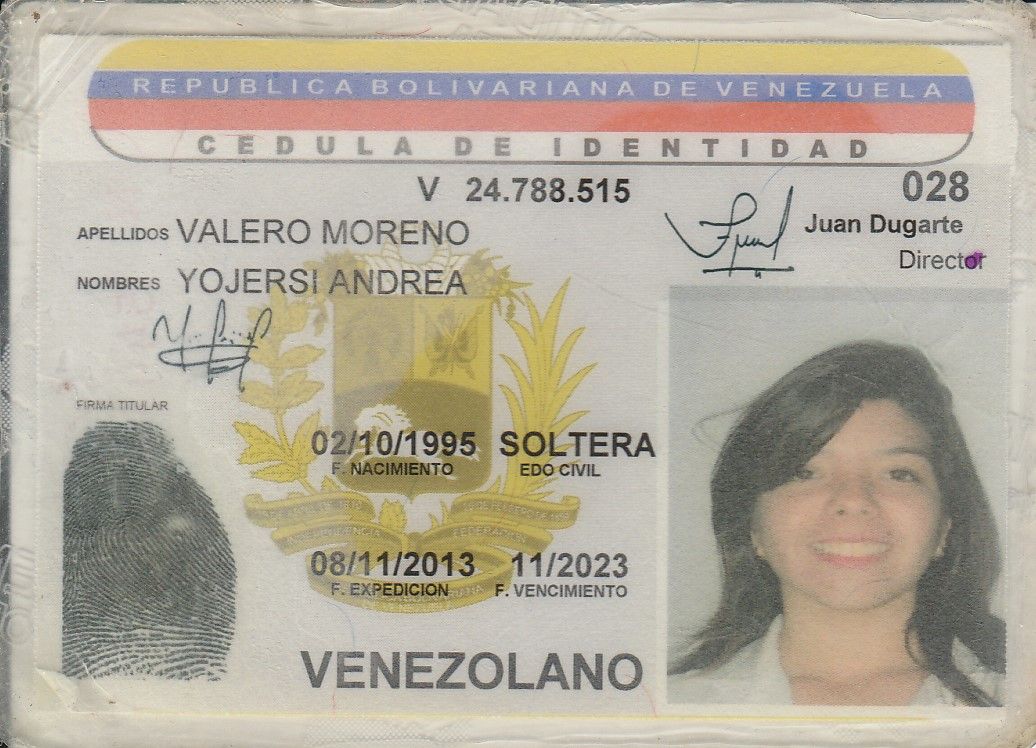 REPUBLICA BOLIVARIANA DE VENEZUELA
CEDULA DE IDENTIDAD
V 24.788.515
028
APELLIDOS VALERO MORENO
Juan Dugarte
Director
NOMBRES YOJERSI ANDREA
FIRMA TITULAR
02/10/1995 SOLTERA
F. NACIMIENTO EDO CIVIL
08/11/2013 11/2023
F. EXPEDICION F. VENCIMIENTO
VENEZOLANO